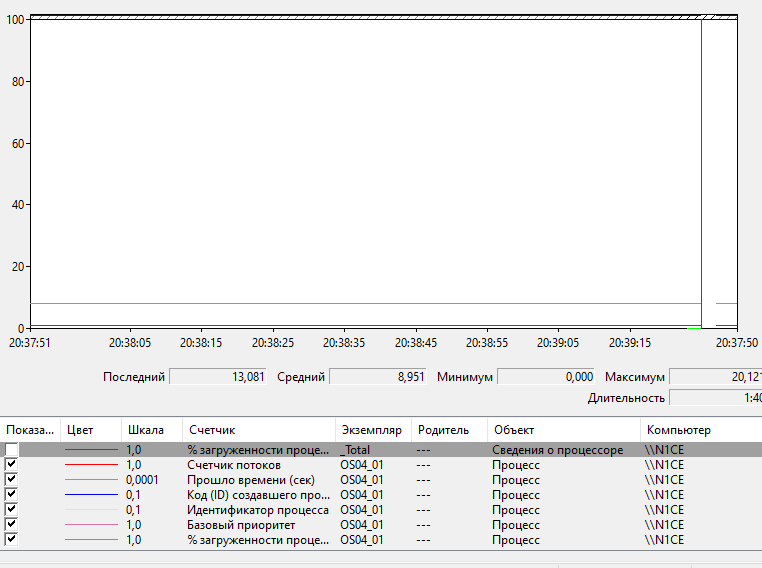 100
80
60
40
20
0
20:37:51 20:38:05 20:38:15 20:38:25 20:38:35 20:38:45 20:38:55 20:39:05 20:39:15 20:37:50
Последний 13,081 Средний 8,951 Минимум 0,000 Максимум 20,121
Длительность 1:40
Показа... Цвет Шкала Счетчик Экземпляр Родитель Объект Компьютер
1,0 % загруженности проце... _Total --- Сведения о процессоре \\N1CE
1,0 Счетчик потоков OS04_01 --- Процесс \\N1CE
0,0001 Прошло времени (сек) OS04_01 --- Процесс \\N1CE
0,1 Код (ID) создавшего про... OS04_01 --- Процесс \\N1CE
0,1 Идентификатор процесса OS04_01 --- Процесс \\N1CE
1,0 Базовый приоритет OS04_01 --- Процесс \\N1CE
1,0 % загруженности проце... OS04_01 --- Процесс \\N1CE